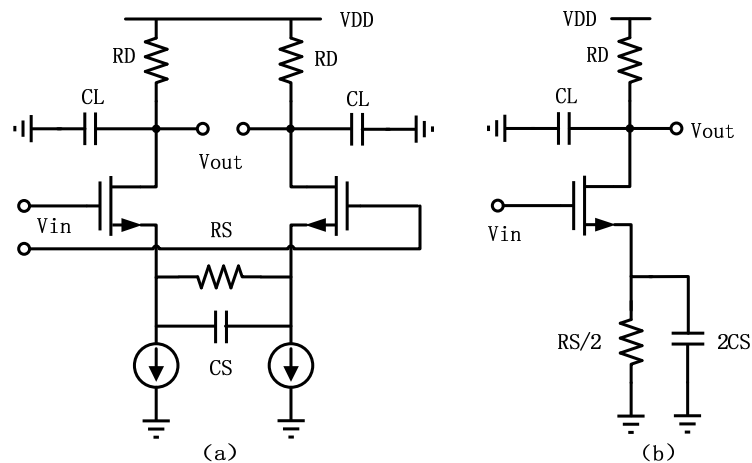 VDD
RD
RD
CL
CL
Vout
Vin
RS
CS
(a)
VDD
RD
CL
Vout
Vin
RS/2
2CS
(b)